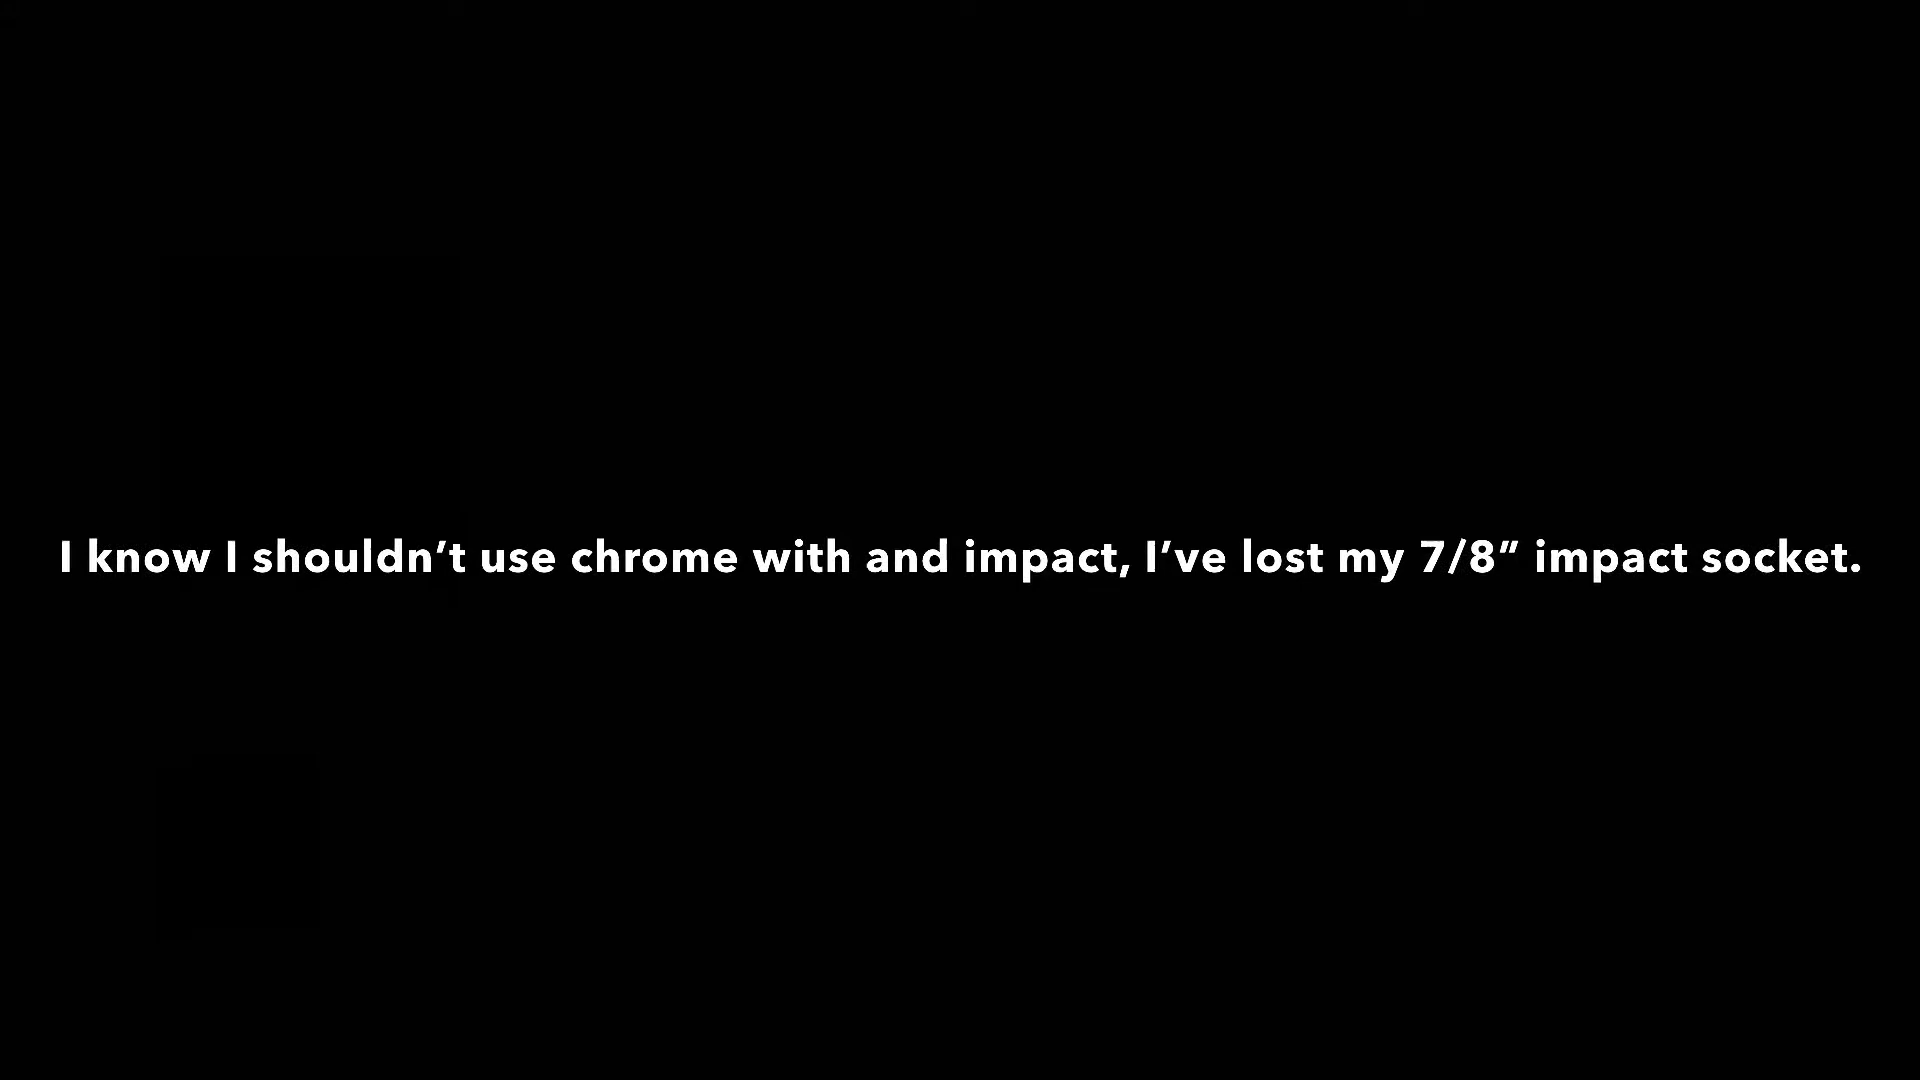 I know I shouldn’t use chrome with and impact, I’ve lost my 7/8” impact socket.